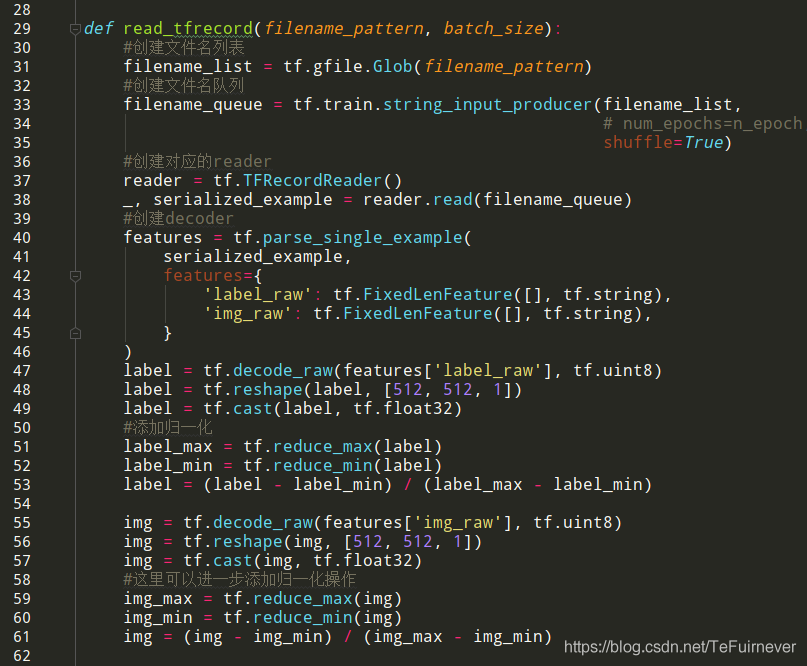 28
29 def read_tfrecord(filename_pattern, batch_size):
30     #创建文件名列表
31     filename_list = tf.gfile.Glob(filename_pattern)
32     #创建文件名队列
33     filename_queue = tf.train.string_input_producer(filename_list,
34                                                     # num_epochs=n_epoch
35                                                     shuffle=True)
36     #创建对应的reader
37     reader = tf.TFRecordReader()
38     _, serialized_example = reader.read(filename_queue)
39     #创建decoder
40     features = tf.parse_single_example(
41         serialized_example,
42         features={
43             'label_raw': tf.FixedLenFeature([], tf.string),
44             'img_raw': tf.FixedLenFeature([], tf.string),
45         }
46     )
47     label = tf.decode_raw(features['label_raw'], tf.uint8)
48     label = tf.reshape(label, [512, 512, 1])
49     label = tf.cast(label, tf.float32)
50     #添加归一化
51     label_max = tf.reduce_max(label)
52     label_min = tf.reduce_min(label)
53     label = (label - label_min) / (label_max - label_min)
54
55     img = tf.decode_raw(features['img_raw'], tf.uint8)
56     img = tf.reshape(img, [512, 512, 1])
57     img = tf.cast(img, tf.float32)
58     #这里可以进一步添加归一化操作
59     img_max = tf.reduce_max(img)
60     img_min = tf.reduce_min(img)
61     img = (img - img_min) / (img_max - img_min)
https://blog.csdn.net/TeFuirnever
62